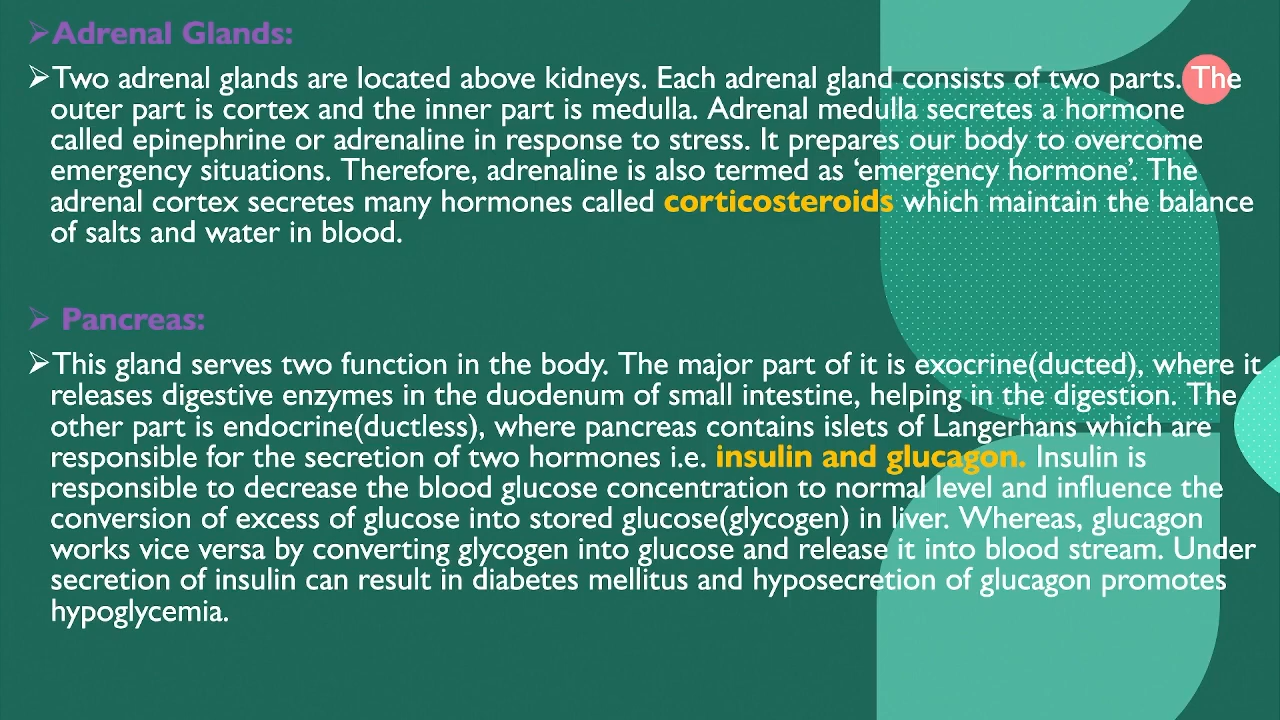 ➢Adrenal Glands:
➢Two adrenal glands are located above kidneys. Each adrenal gland consists of two parts. The
outer part is cortex and the inner part is medulla. Adrenal medulla secretes a hormone
called epinephrine or adrenaline in response to stress. It prepares our body to overcome
emergency situations. Therefore, adrenaline is also termed as ‘emergency hormone’. The
adrenal cortex secretes many hormones called corticosteroids which maintain the balance
of salts and water in blood.
➢ Pancreas:
➢This gland serves two function in the body. The major part of it is exocrine(ducted), where it
releases digestive enzymes in the duodenum of small intestine, helping in the digestion. The
other part is endocrine(ductless), where pancreas contains islets of Langerhans which are
responsible for the secretion of two hormones i.e. insulin and glucagon. Insulin is
responsible to decrease the blood glucose concentration to normal level and influence the
conversion of excess of glucose into stored glucose(glycogen) in liver. Whereas, glucagon
works vice versa by converting glycogen into glucose and release it into blood stream. Under
secretion of insulin can result in diabetes mellitus and hyposecretion of glucagon promotes
hypoglycemia.